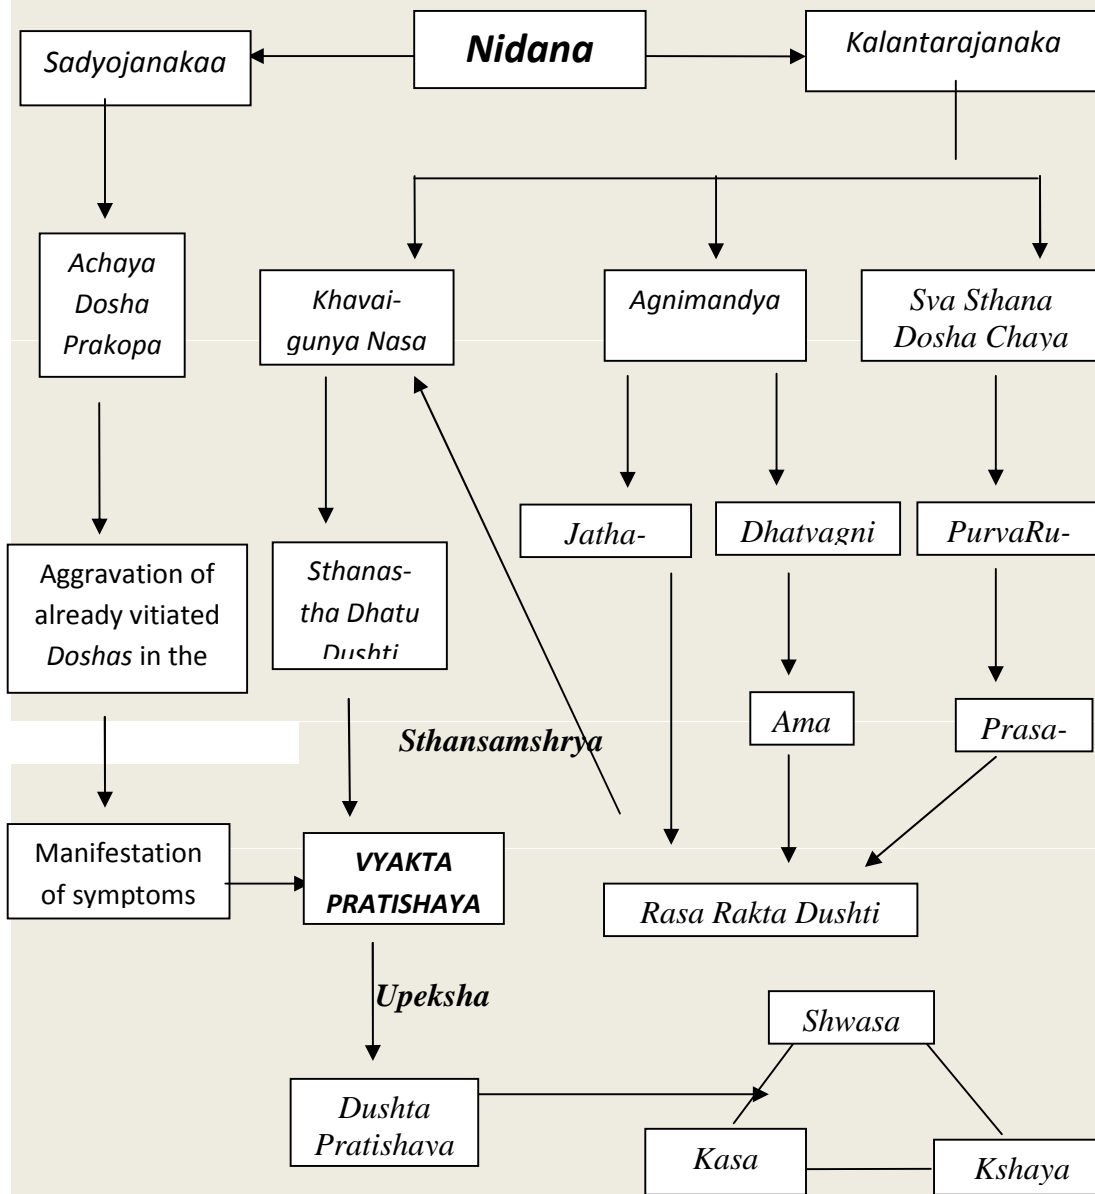 Sadyojanakaa
Nidana
Kalantarajanaka
Achaya
Dosha
Prakopa
Khavai-
gunya Nasa
Agnimandya
Sva Sthana
Dosha Chaya
Jatha-
Dhatvagni
PurvaRu-
Aggravation of
already vitiated
Doshas in the
Sthanas-
tha Dhatu
Dushti
Ama
Prasa-
Sthansamshrya
Manifestation
of symptoms
VYAKTA
PRATISHAYA
Rasa Rakta Dushti
Upeksha
Shwasa
Dushta
Pratishaya
Kasa
Kshaya